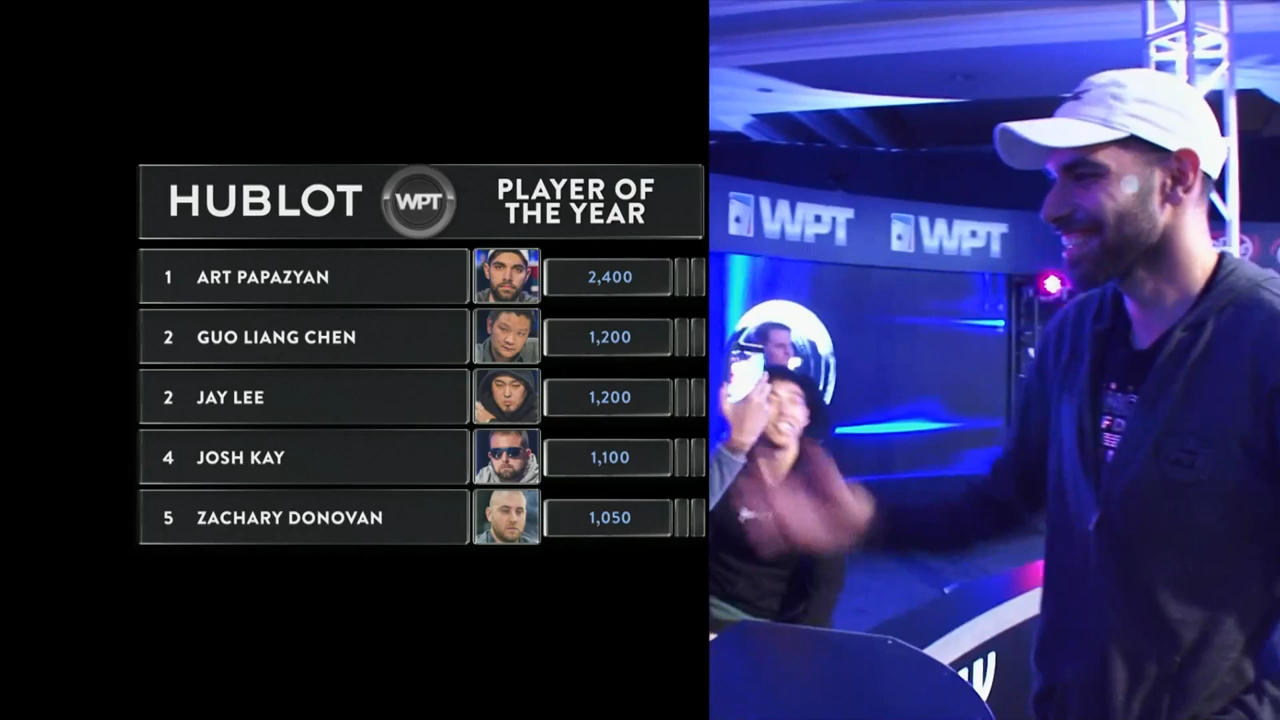 HUBLOT
WPT
PLAYER OF
THE YEAR
1 ART PAPAZYAN 2,400
2 GUO LIANG CHEN 1,200
2 JAY LEE 1,200
4 JOSH KAY 1,100
5 ZACHARY DONOVAN 1,050
WPT WPT